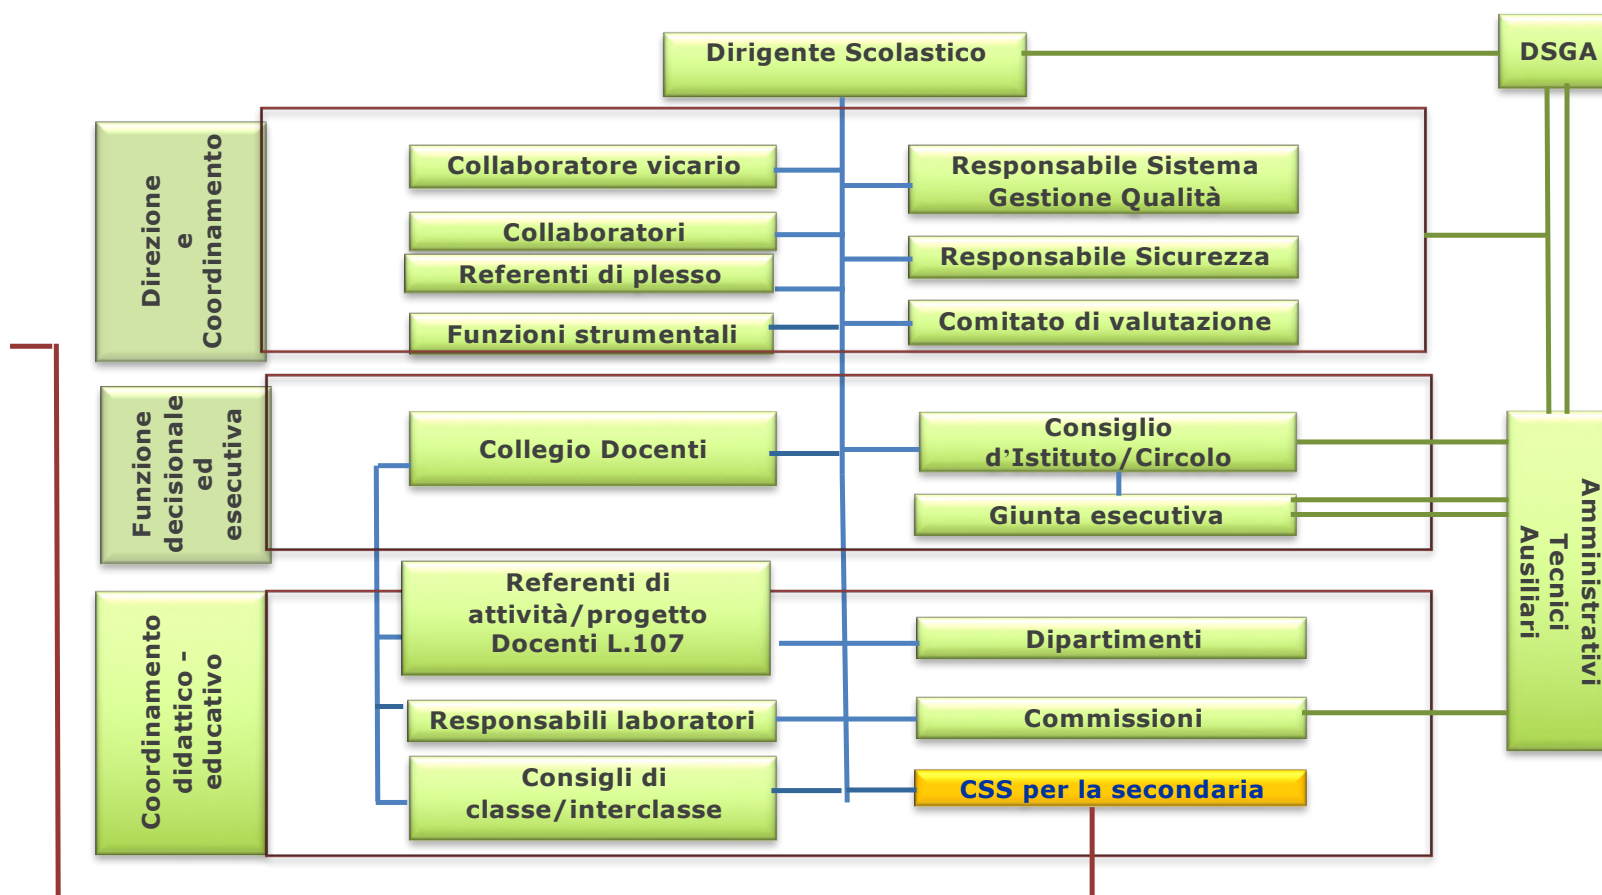 Dirigente Scolastico
DSGA
Direzione
e
Coordinamento
Collaboratore vicario
Collaboratori
Referenti di plesso
Funzioni strumentali
Responsabile Sistema
Gestione Qualità
Responsabile Sicurezza
Comitato di valutazione
Funzione
decisionale
ed
esecutiva
Collegio Docenti
Consiglio
d’Istituto/Circolo
Giunta esecutiva
Amministrativi
Tecnici
Ausiliari
Coordinamento
didattico –
educativo
Referenti di
attività/progetto
Docenti L.107
Responsabili laboratori
Consigli di
classe/interclasse
Dipartimenti
Commissioni
CSS per la secondaria